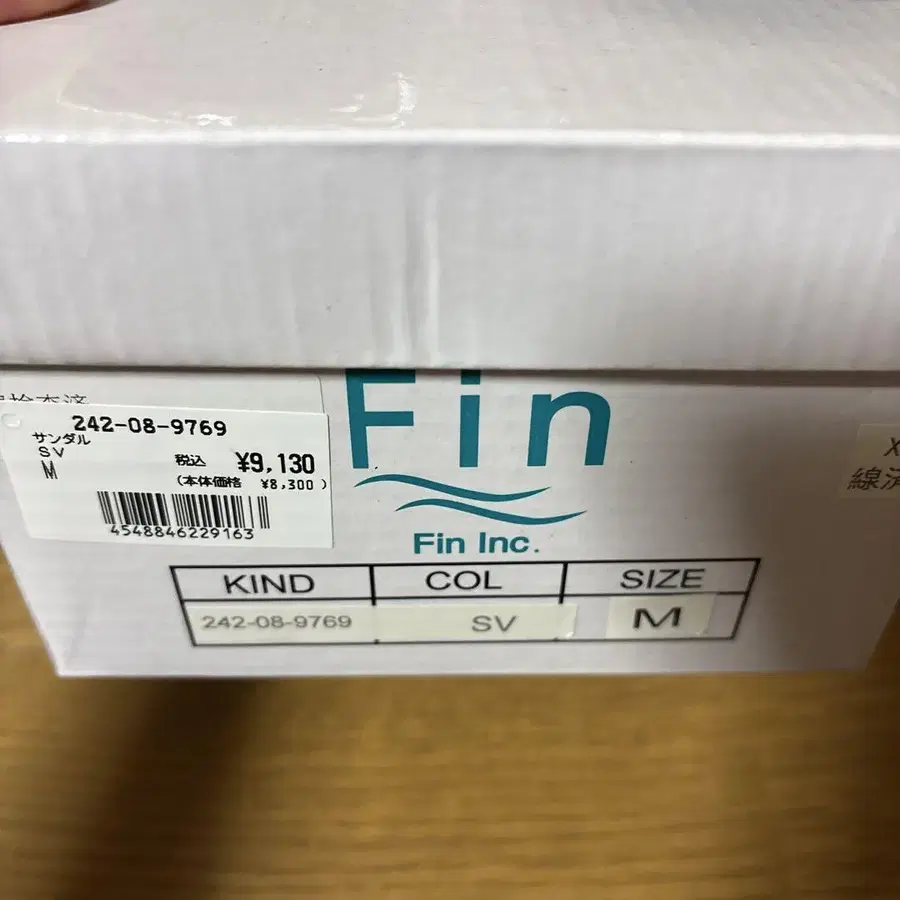 242-08-9769
サンダル
SV
M
税込 ¥9,130
(本体価格 ¥8,300 )
4548846229163
Fin
Fin Inc.
KIND COL SIZE
242-08-9769 SV M
X
線済